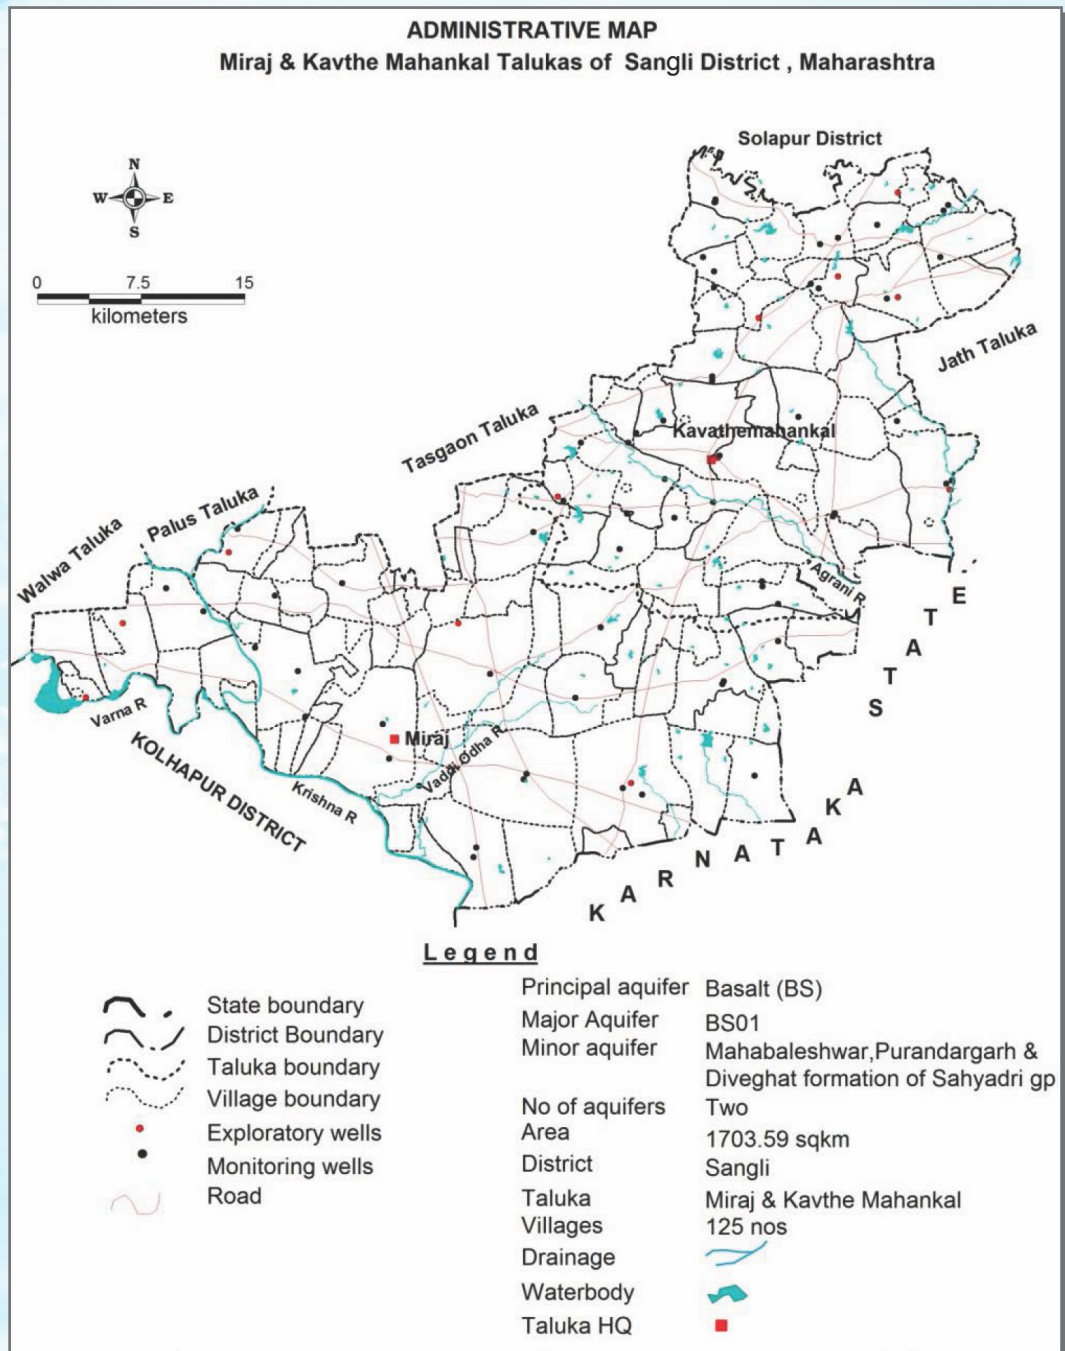 ADMINISTRATIVE MAP
Miraj & Kavthe Mahankal Talukas of Sangli District , Maharashtra
Solapur District
N
W E
S
0 7.5 15
kilometers
Jath Taluka
Tasgaon Taluka
Kavathemahankal
Palus Taluka
Walwa Taluka
Agrani R
Varna R
Miraj
Vaddi Odha R
KOLHAPUR DISTRICT
Krishna R
KARNATAKA STATE
Legend
State boundary
District Boundary
Taluka boundary
Village boundary
Exploratory wells
Monitoring wells
Road
Principal aquifer Basalt (BS)
Major Aquifer BS01
Minor aquifer Mahabaleshwar,Purandargarh &
Diveghat formation of Sahyadri gp
No of aquifers Two
Area 1703.59 sqkm
District Sangli
Taluka Miraj & Kavthe Mahankal
Villages 125 nos
Drainage
Waterbody
Taluka HQ